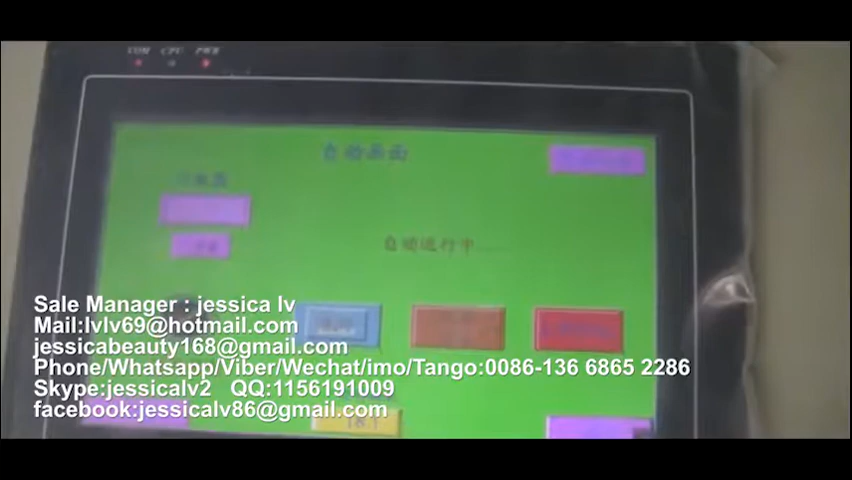 COM CPU PWR
自动画面
自动运行中......
Sale Manager : jessica lv
Mail:lvlv69@hotmail.com
jessicabeauty168@gmail.com
Phone/Whatsapp/Viber/Wechat/imo/Tango:0086-136 6865 2286
Skype:jessicalv2 QQ:1156191009
facebook:jessicalv86@gmail.com
18.1